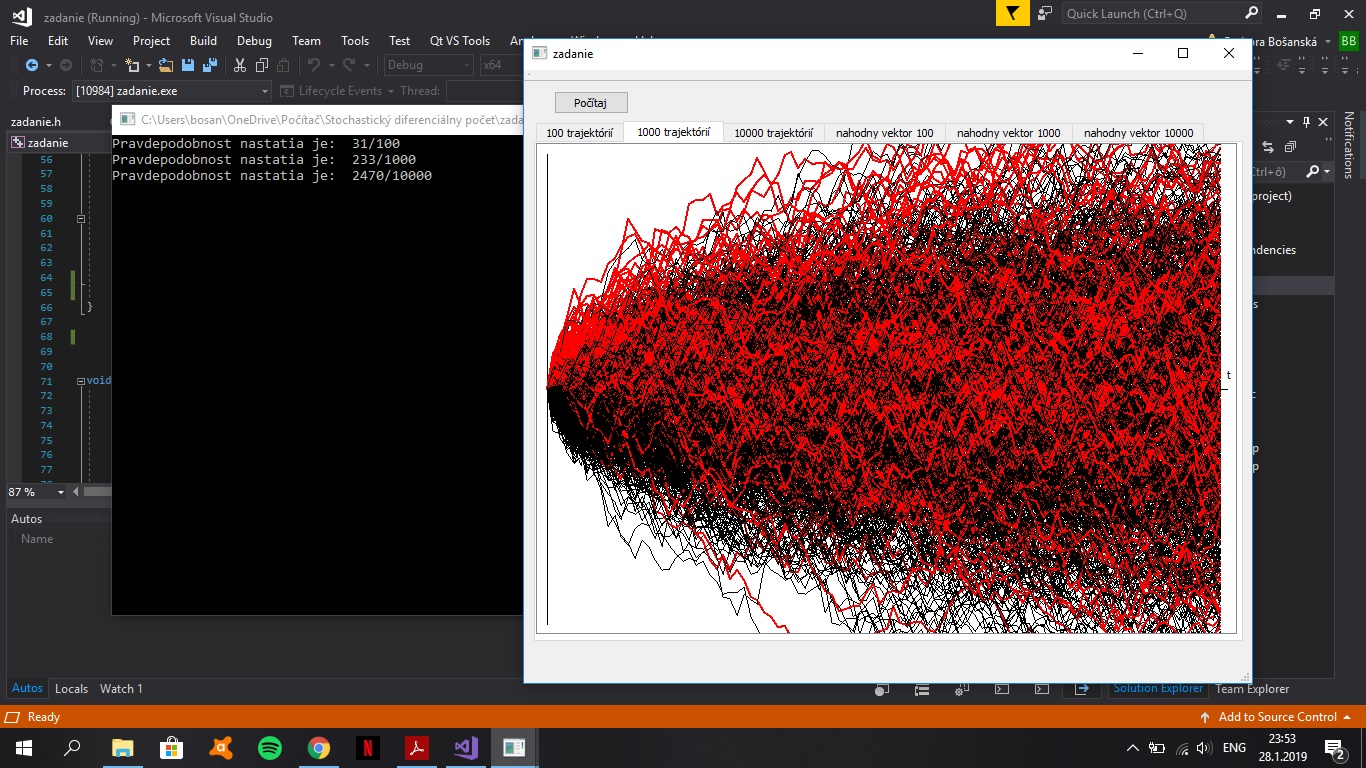 zadanie (Running) - Microsoft Visual Studio
Quick Launch (Ctrl+Q)
File Edit View Project Build Debug Team Tools Test Qt VS Tools
Bošanská BB
Debug x64
Process: [10984] zadanie.exe Lifecycle Events Thread:
zadanie.h
zadanie
56
57
58
59
60
61
62
63
64
65
66 }
67
68
69
70
71 void
72
73
74
75
76
77
87 %
Autos
Name
C:\Users\bosan\OneDrive\Počítač\Stochastický diferenciálny počet\zada
Pravdepodobnost nastatia je: 31/100
Pravdepodobnost nastatia je: 233/1000
Pravdepodobnost nastatia je: 2470/10000
zadanie
Počítaj
100 trajektórií 1000 trajektórií 10000 trajektórií nahodny vektor 100 nahodny vektor 1000 nahodny vektor 10000
t
Notifications
Autos Locals Watch 1
Solution Explorer Team Explorer
Ready
Add to Source Control
ENG
23:53
28.1.2019
2